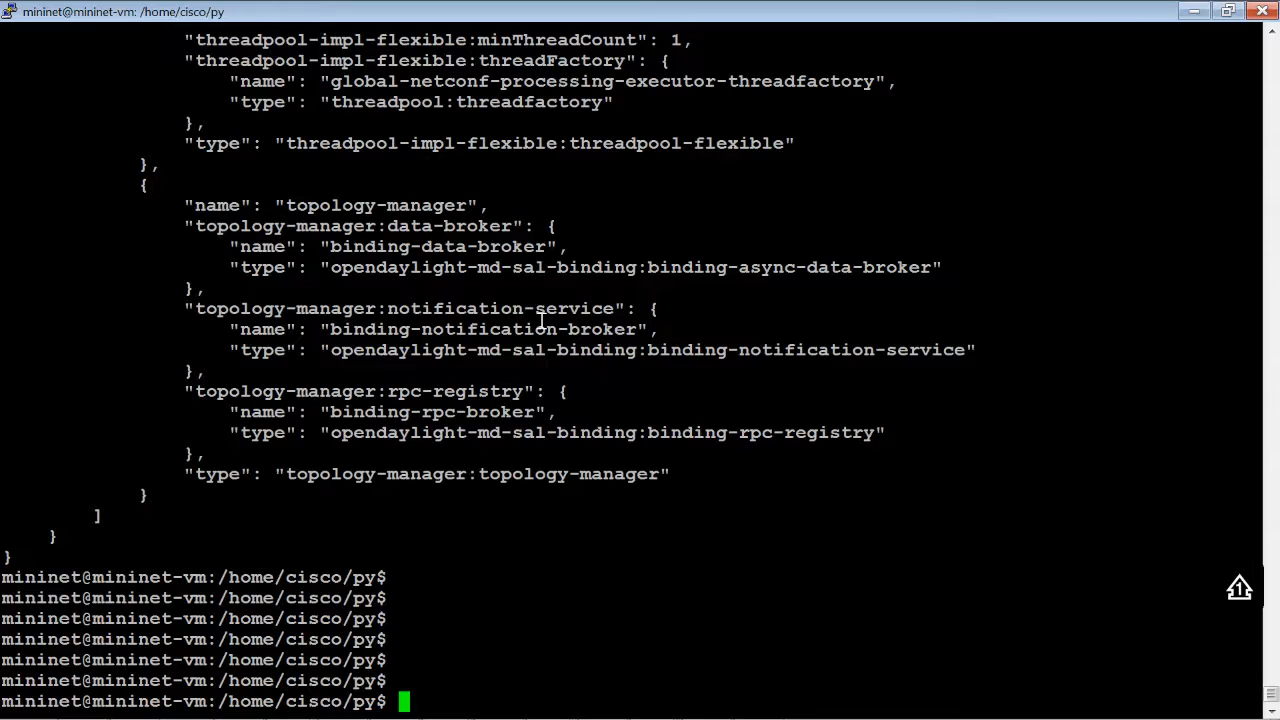 mininet@mininet-vm: /home/cisco/py
"threadpool-impl-flexible:minThreadCount": 1,
"threadpool-impl-flexible:threadFactory": {
"name": "global-netconf-processing-executor-threadfactory",
"type": "threadpool:threadfactory"
},
"type": "threadpool-impl-flexible:threadpool-flexible"
},
{
"name": "topology-manager",
"topology-manager:data-broker": {
"name": "binding-data-broker",
"type": "opendaylight-md-sal-binding:binding-async-data-broker"
},
"topology-manager:notification-service": {
"name": "binding-notification-broker",
"type": "opendaylight-md-sal-binding:binding-notification-service"
},
"topology-manager:rpc-registry": {
"name": "binding-rpc-broker",
"type": "opendaylight-md-sal-binding:binding-rpc-registry"
},
"type": "topology-manager:topology-manager"
}
]
}
}
mininet@mininet-vm:/home/cisco/py$
mininet@mininet-vm:/home/cisco/py$
mininet@mininet-vm:/home/cisco/py$
mininet@mininet-vm:/home/cisco/py$
mininet@mininet-vm:/home/cisco/py$
mininet@mininet-vm:/home/cisco/py$
mininet@mininet-vm:/home/cisco/py$
1